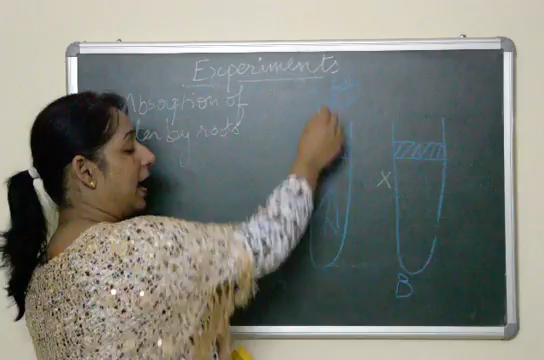 Experiments
Absorption of
by roots
X
B